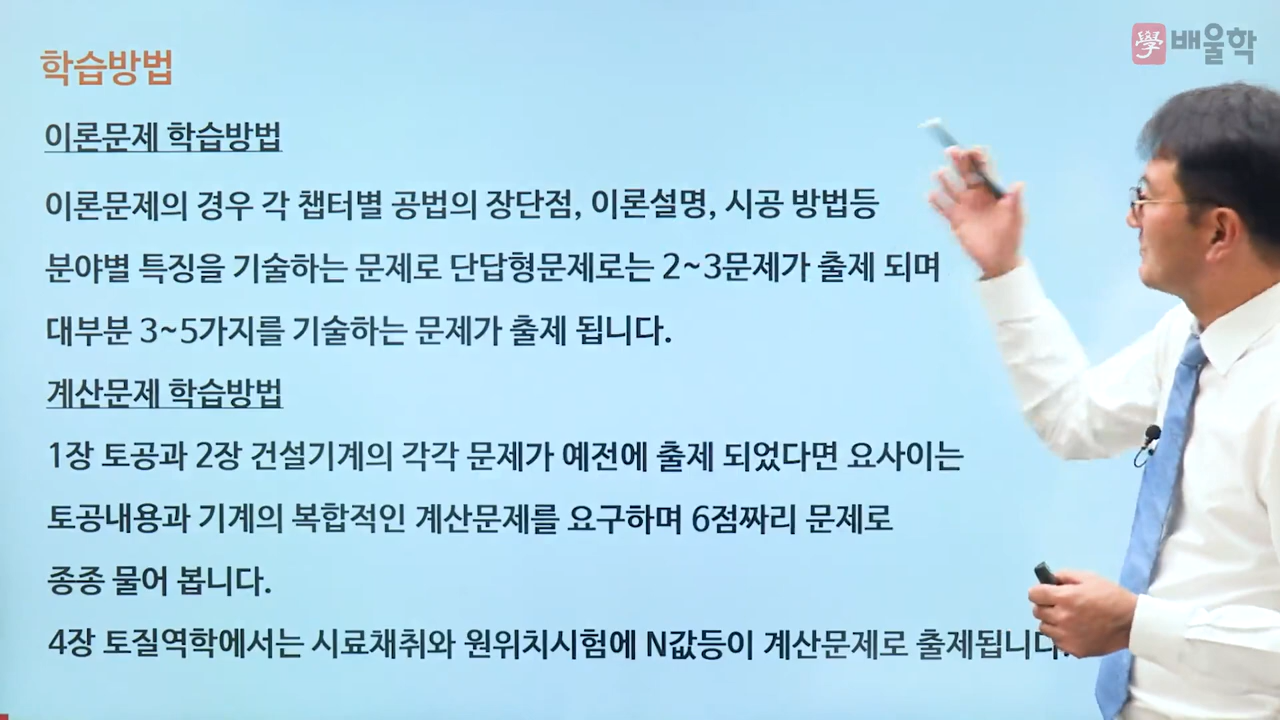 學 배울학
학습방법
이론문제 학습방법
이론문제의 경우 각 챕터별 공법의 장단점, 이론설명, 시공 방법등
분야별 특징을 기술하는 문제로 단답형문제로는 2~3문제가 출제 되며
대부분 3~5가지를 기술하는 문제가 출제 됩니다.
계산문제 학습방법
1장 토공과 2장 건설기계의 각각 문제가 예전에 출제 되었다면 요사이는
토공내용과 기계의 복합적인 계산문제를 요구하며 6점짜리 문제로
종종 물어 봅니다.
4장 토질역학에서는 시료채취와 원위치시험에 N값등이 계산문제로 출제됩니다.